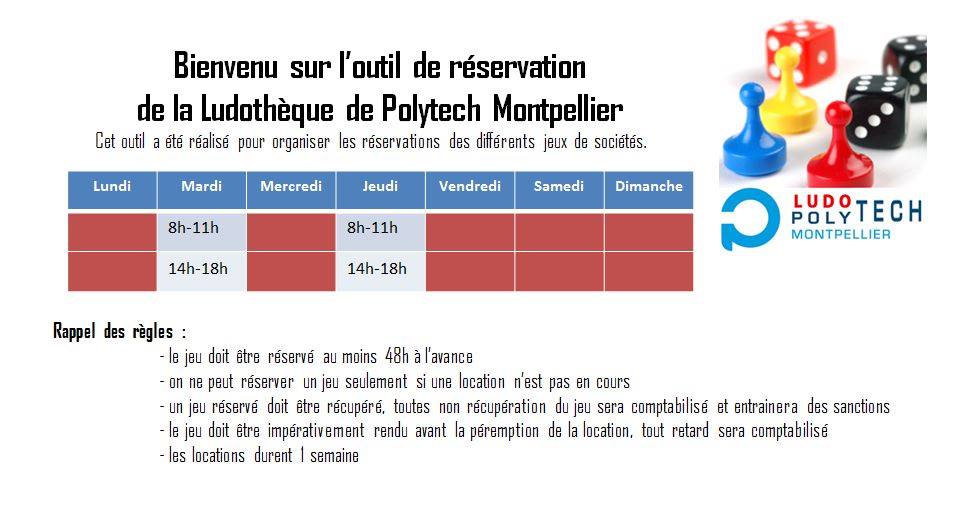 Bienvenu sur l'outil de réservation
de la Ludothèque de Polytech Montpellier
Cet outil a été réalisé pour organiser les réservations des différents jeux de sociétés.
Lundi Mardi Mercredi Jeudi Vendredi Samedi Dimanche
8h-11h 8h-11h
14h-18h 14h-18h
LUDO
POLYTECH
MONTPELLIER
Rappel des règles :
- le jeu doit être réservé au moins 48h à l'avance
- on ne peut réserver un jeu seulement si une location n'est pas en cours
- un jeu réservé doit être récupéré, toutes non récupération du jeu sera comptabilisé et entrainera des sanctions
- le jeu doit être impérativement rendu avant la péremption de la location, tout retard sera comptabilisé
- les locations durent 1 semaine